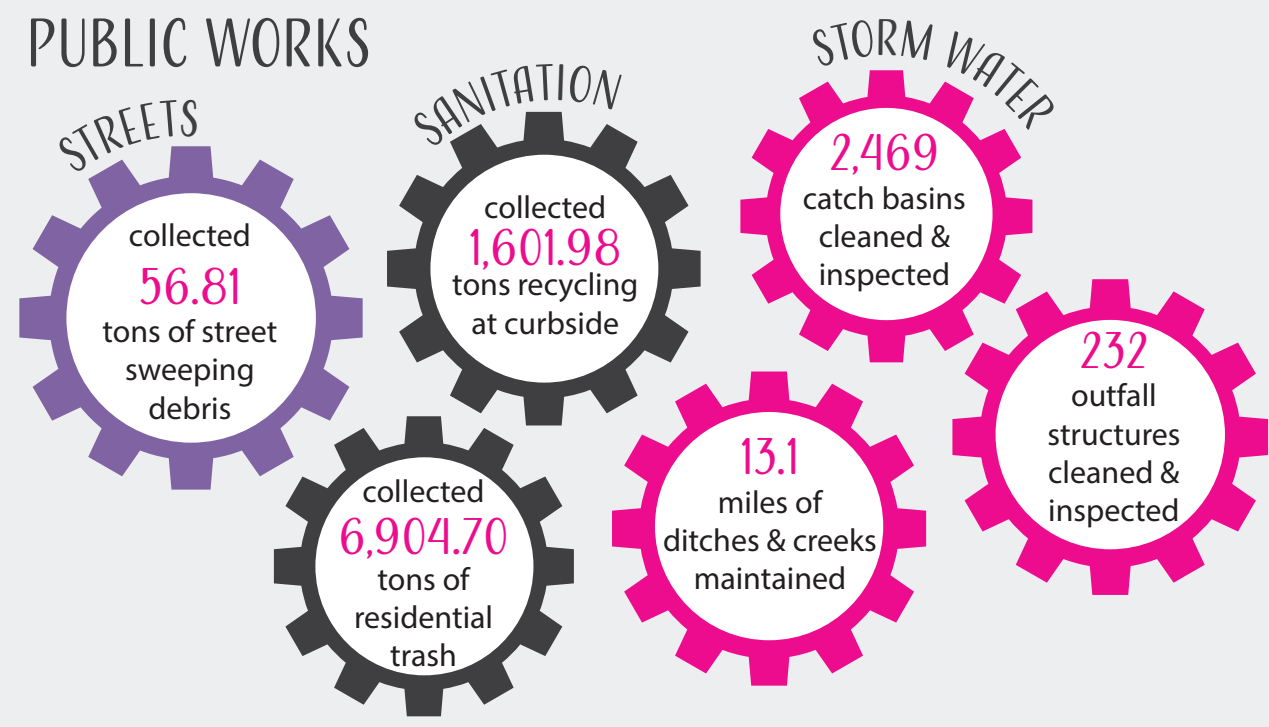 PUBLIC WORKS
STREETS
collected
56.81
tons of street
sweeping
debris
SANITATION
collected
1,601.98
tons recycling
at curbside
collected
6,904.70
tons of
residential
trash
STORM WATER
2,469
catch basins
cleaned &
inspected
13.1
miles of
ditches & creeks
maintained
232
outfall
structures
cleaned &
inspected